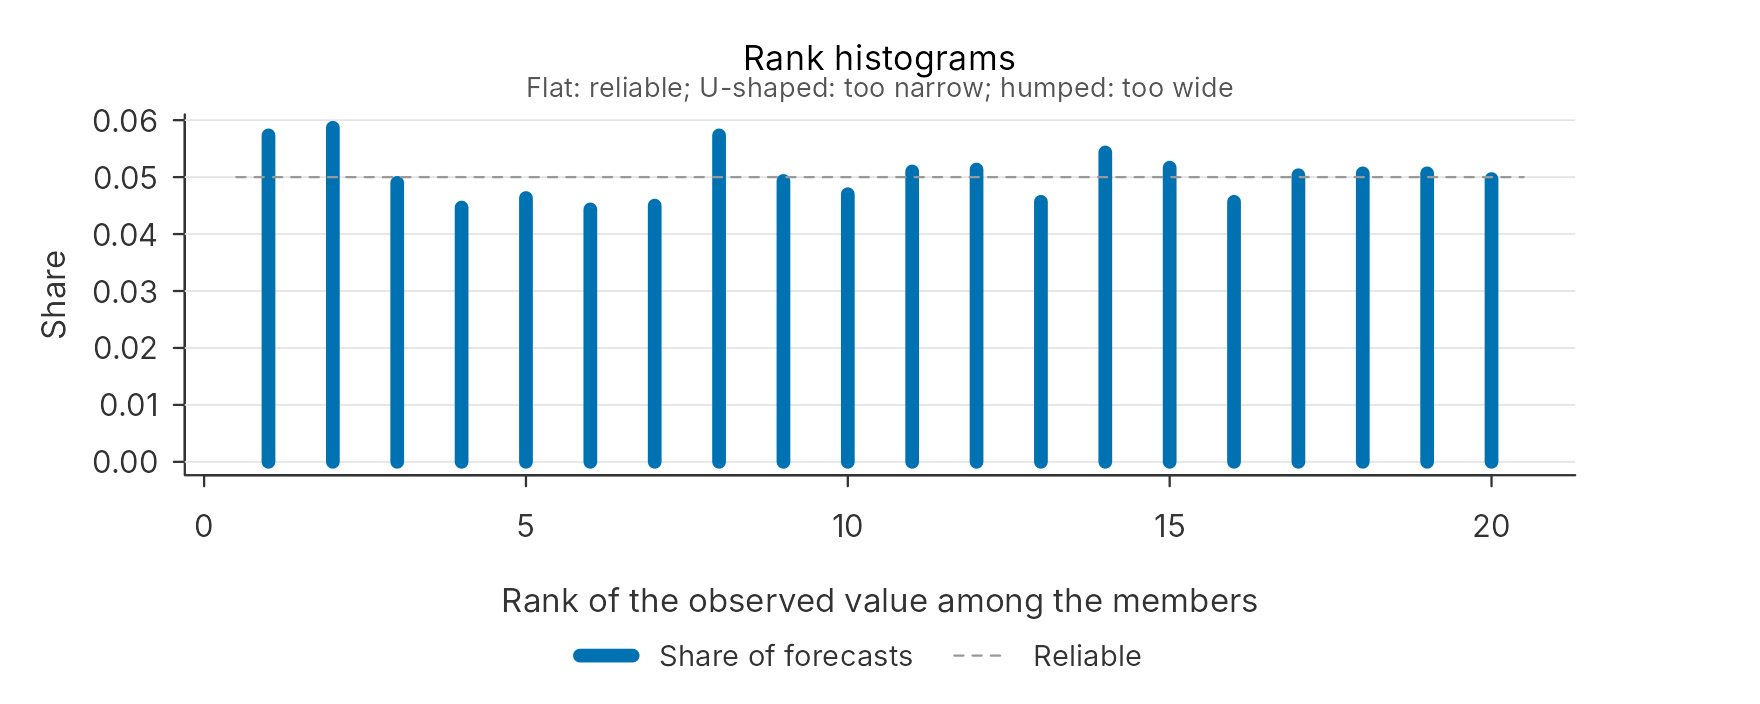 Rank histograms
Flat: reliable; U-shaped: too narrow; humped: too wide
0.06
0.05
0.04
0.03
0.02
0.01
0.00
Share
0 5 10 15 20
Rank of the observed value among the members
Share of forecasts Reliable